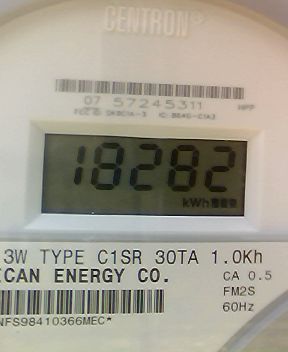 CENTRON®
07 57245311
18282
kWh
3W TYPE C1SR 30TA 1.0Kh
ICAN ENERGY CO.
CA 0.5
FM2S
60Hz
NFS98410366MEC*